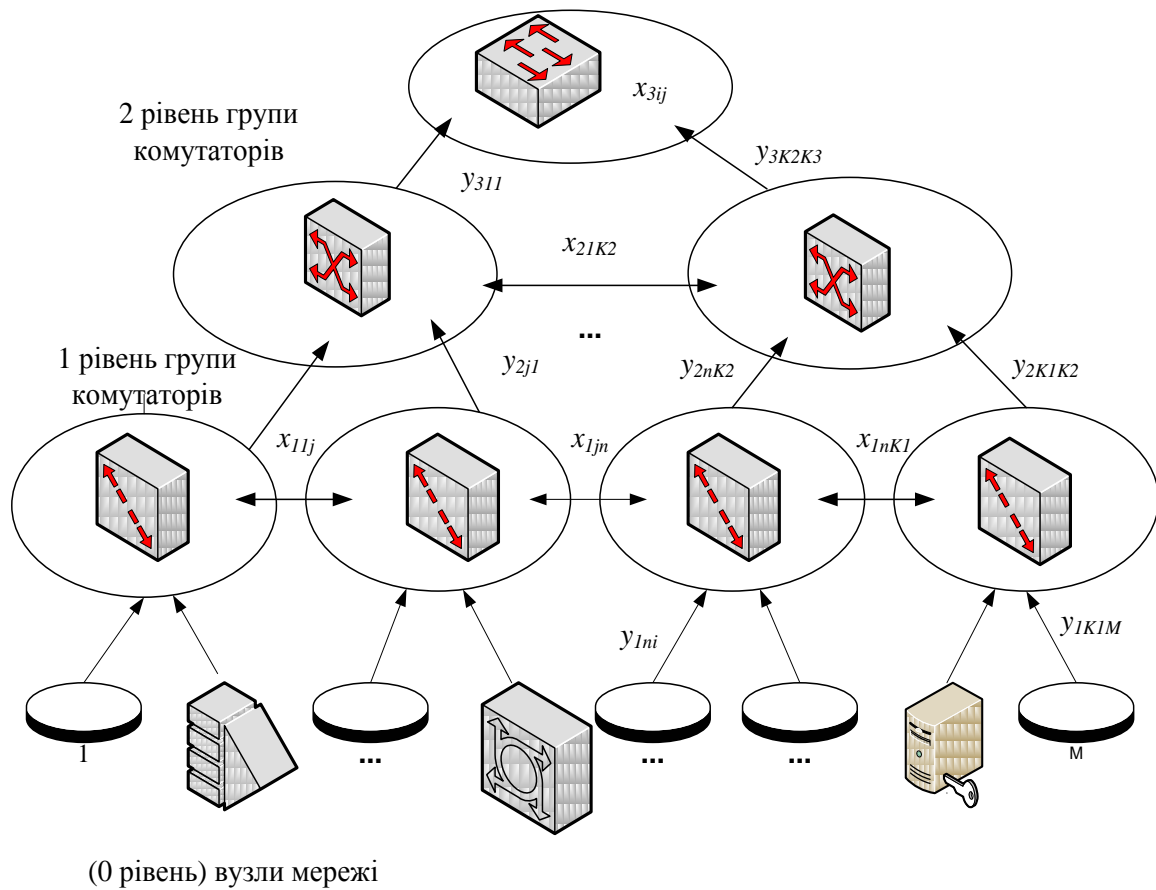 x3ij
2 рівень групи
комутаторів
y3K2K3
y311
x21K2
...
1 рівень групи
комутаторів
y2j1
y2nK2
y2K1K2
x11j
x1jn
x1nK1
y1ni
y1K1M
1
...
...
...
M
(0 рівень) вузли мережі